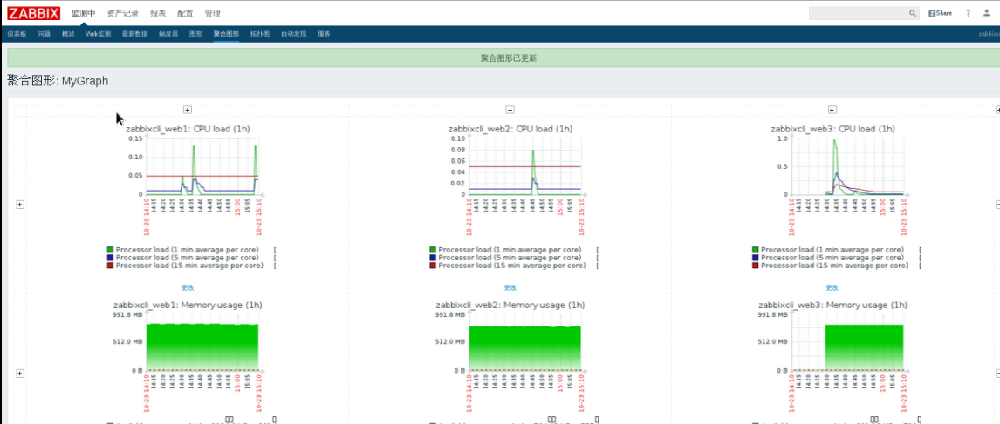 ZABBIX 监测中 资产记录 报表 配置 管理 Share ?
仪表板 问题 概述 Web监测 最新数据 触发器 图形 聚合图形 拓扑图 自动发现 服务
聚合图形已更新
聚合图形: MyGraph
zabbixcli_web1: CPU load (1h)
0.15
0.10
0.05
0
10-23 14:10 14:15 14:20 14:25 14:30 14:35 14:40 14:45 14:50 14:55 15:00 15:05 10-23 15:10
Processor load (1 min average per core) [
Processor load (5 min average per core) [
Processor load (15 min average per core) [
更改
zabbixcli_web2: CPU load (1h)
0.10
0.08
0.06
0.04
0.02
0
10-23 14:10 14:15 14:20 14:25 14:30 14:35 14:40 14:45 14:50 14:55 15:00 15:05 10-23 15:10
Processor load (1 min average per core) [
Processor load (5 min average per core) [
Processor load (15 min average per core) [
更改
zabbixcli_web3: CPU load (1h)
1.0
0.5
0
10-23 14:10 14:15 14:20 14:25 14:30 14:35 14:40 14:45 14:50 14:55 15:00 15:05 10-23 15:10
Processor load (1 min average per core) [
Processor load (5 min average per core) [
Processor load (15 min average per core) [
更改
zabbixcli_web1: Memory usage (1h)
991.8 MB
512.0 MB
0 B
10-23 14:10 14:15 14:20 14:25 14:30 14:35 14:40 14:45 14:50 14:55 15:00 15:05 10-23 15:10
zabbixcli_web2: Memory usage (1h)
991.8 MB
512.0 MB
0 B
10-23 14:10 14:15 14:20 14:25 14:30 14:35 14:40 14:45 14:50 14:55 15:00 15:05 10-23 15:10
zabbixcli_web3: Memory usage (1h)
991.8 MB
512.0 MB
0 B
10-23 14:10 14:15 14:20 14:25 14:30 14:35 14:40 14:45 14:50 14:55 15:00 15:05 10-23 15:10